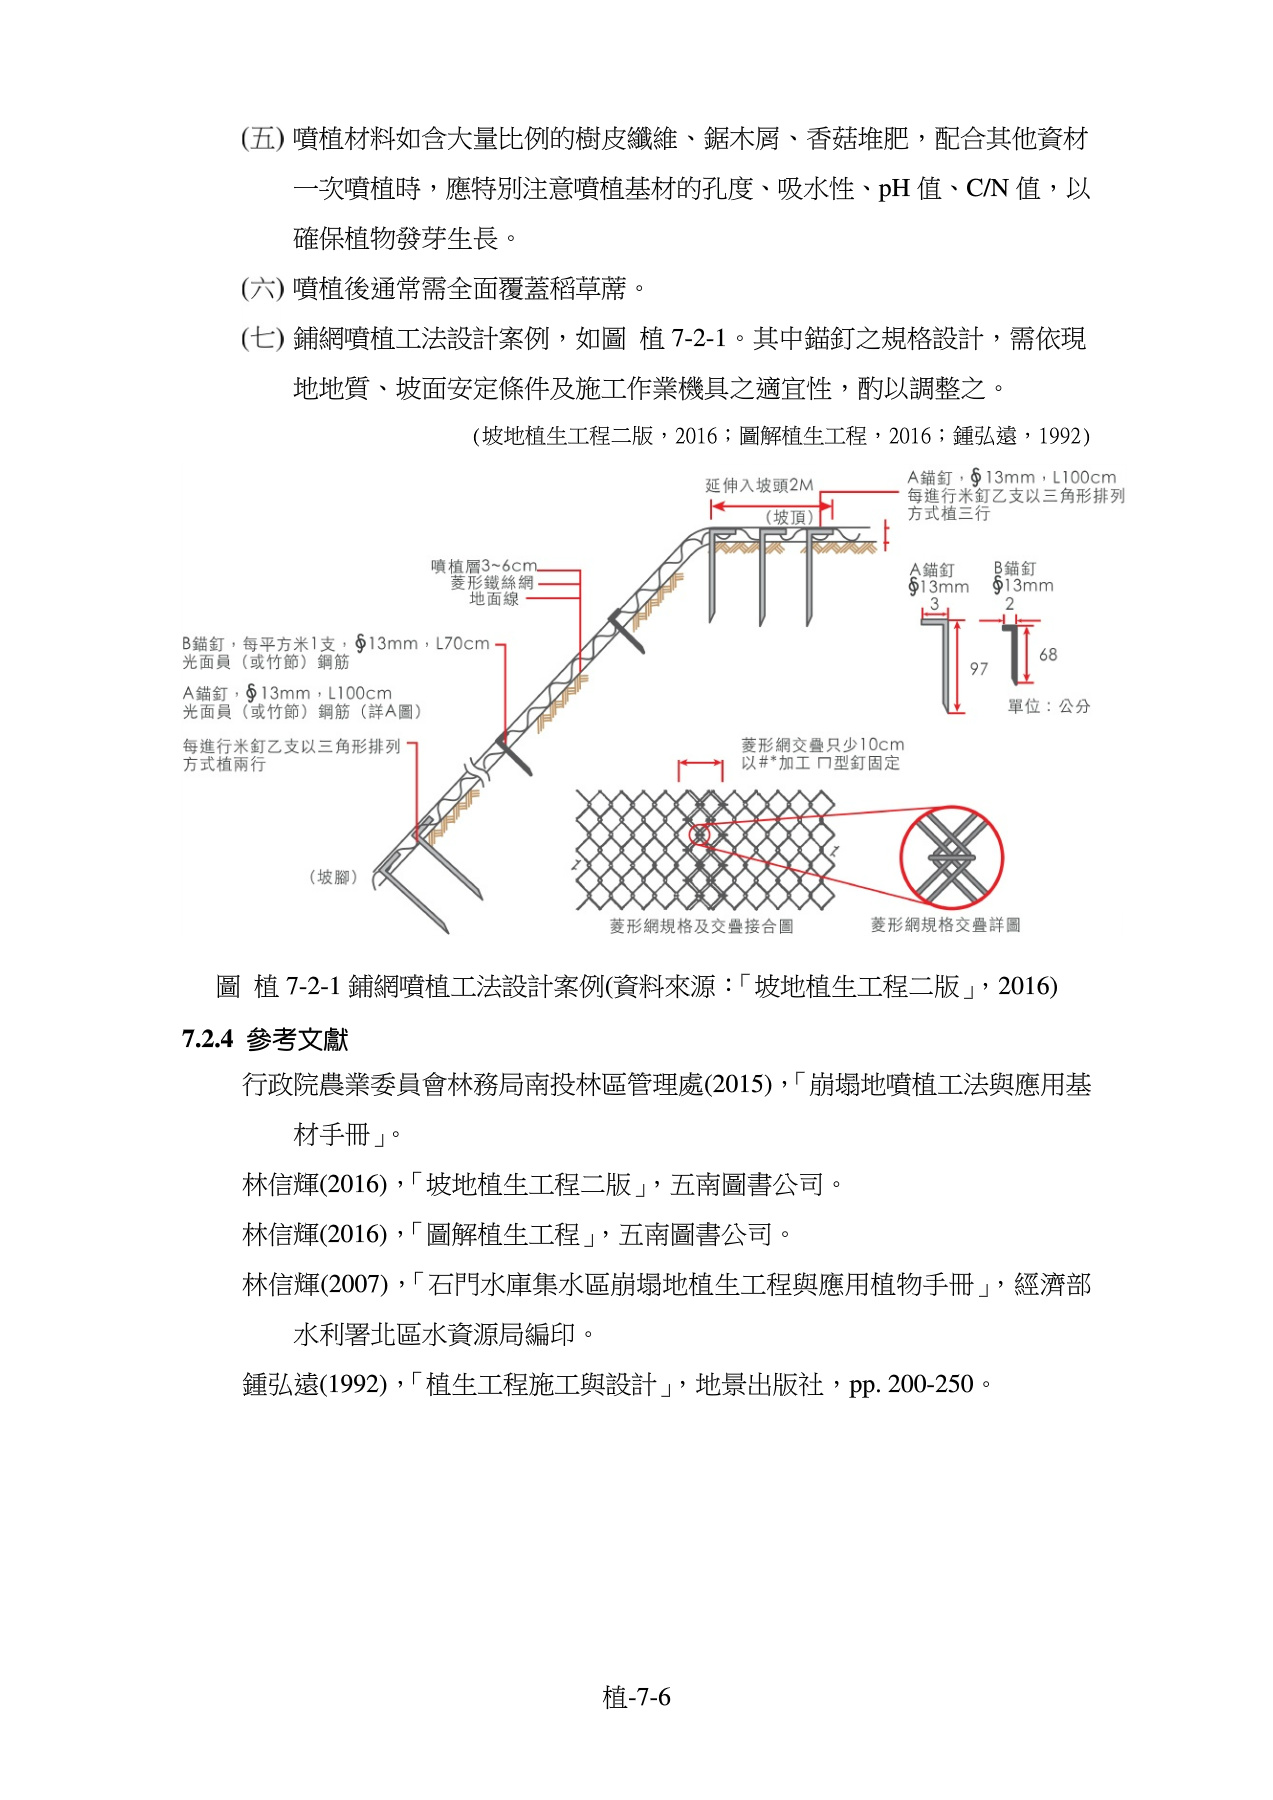 (五) 噴植材料如含大量比例的樹皮纖維、鋸木屑、香菇堆肥，配合其他資材
一次噴植時，應特別注意噴植基材的孔度、吸水性、pH 值、C/N 值，以
確保植物發芽生長。
(六) 噴植後通常需全面覆蓋稻草蓆。
(七) 鋪網噴植工法設計案例，如圖 植 7-2-1。其中錨釘之規格設計，需依現
地地質、坡面安定條件及施工作業機具之適宜性，酌以調整之。
(坡地植生工程二版，2016；圖解植生工程，2016；鍾弘遠，1992)
延伸入坡頭2M
(坡頂)
A錨釘，∮13mm，L100cm
每進行米釘乙支以三角形排列
方式植三行
噴植層3~6cm
菱形鐵絲網
地面線
A錨釘
∮13mm
3
97
B錨釘
∮13mm
2
68
單位：公分
B錨釘，每平方米1支，∮13mm，L70cm
光面員（或竹節）鋼筋
A錨釘，∮13mm，L100cm
光面員（或竹節）鋼筋（詳A圖）
每進行米釘乙支以三角形排列
方式植兩行
（坡腳）
菱形網交疊只少10cm
以#*加工 ㄇ型釘固定
菱形網規格及交疊接合圖
菱形網規格交疊詳圖
圖 植 7-2-1 鋪網噴植工法設計案例(資料來源：「坡地植生工程二版」，2016)
7.2.4 參考文獻
行政院農業委員會林務局南投林區管理處(2015)，「崩塌地噴植工法與應用基
材手冊」。
林信輝(2016)，「坡地植生工程二版」，五南圖書公司。
林信輝(2016)，「圖解植生工程」，五南圖書公司。
林信輝(2007)，「石門水庫集水區崩塌地植生工程與應用植物手冊」，經濟部
水利署北區水資源局編印。
鍾弘遠(1992)，「植生工程施工與設計」，地景出版社，pp. 200-250。
植-7-6